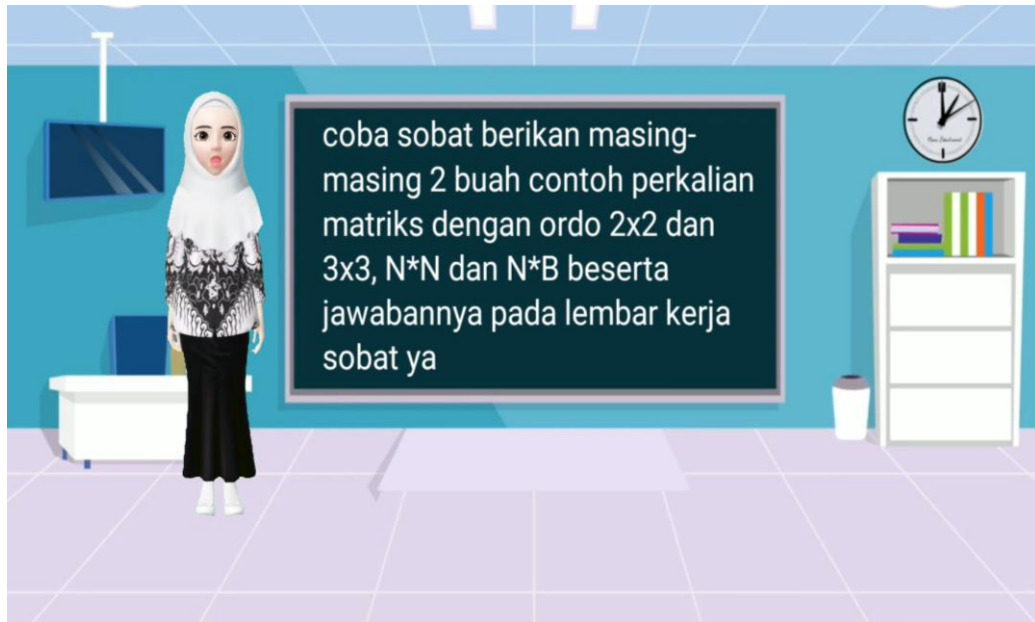 coba sobat berikan masing-
masing 2 buah contoh perkalian
matriks dengan ordo 2x2 dan
3x3, N*N dan N*B beserta
jawabannya pada lembar kerja
sobat ya